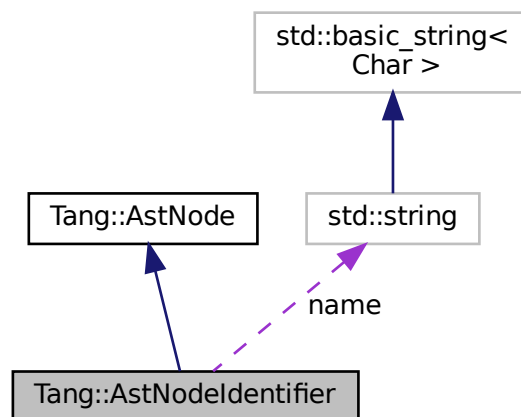 std::basic_string<
Char >
Tang::AstNode
std::string
name
Tang::AstNodeIdentifier